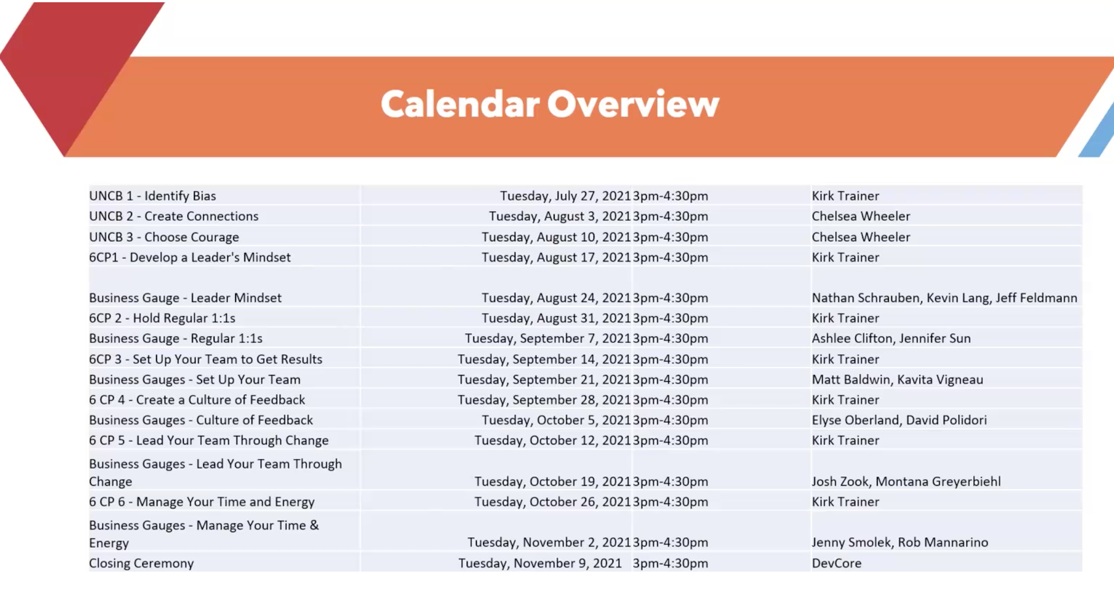 Calendar Overview
UNCB 1 - Identify Bias Tuesday, July 27, 2021 3pm-4:30pm Kirk Trainer
UNCB 2 - Create Connections Tuesday, August 3, 2021 3pm-4:30pm Chelsea Wheeler
UNCB 3 - Choose Courage Tuesday, August 10, 2021 3pm-4:30pm Chelsea Wheeler
6CP1 - Develop a Leader's Mindset Tuesday, August 17, 2021 3pm-4:30pm Kirk Trainer
Business Gauge - Leader Mindset Tuesday, August 24, 2021 3pm-4:30pm Nathan Schrauben, Kevin Lang, Jeff Feldmann
6CP 2 - Hold Regular 1:1s Tuesday, August 31, 2021 3pm-4:30pm Kirk Trainer
Business Gauge - Regular 1:1s Tuesday, September 7, 2021 3pm-4:30pm Ashlee Clifton, Jennifer Sun
6CP 3 - Set Up Your Team to Get Results Tuesday, September 14, 2021 3pm-4:30pm Kirk Trainer
Business Gauges - Set Up Your Team Tuesday, September 21, 2021 3pm-4:30pm Matt Baldwin, Kavita Vigneau
6 CP 4 - Create a Culture of Feedback Tuesday, September 28, 2021 3pm-4:30pm Kirk Trainer
Business Gauges - Culture of Feedback Tuesday, October 5, 2021 3pm-4:30pm Elyse Oberland, David Polidori
6 CP 5 - Lead Your Team Through Change Tuesday, October 12, 2021 3pm-4:30pm Kirk Trainer
Business Gauges - Lead Your Team Through
Change Tuesday, October 19, 2021 3pm-4:30pm Josh Zook, Montana Greyerbiehl
6 CP 6 - Manage Your Time and Energy Tuesday, October 26, 2021 3pm-4:30pm Kirk Trainer
Business Gauges - Manage Your Time &
Energy Tuesday, November 2, 2021 3pm-4:30pm Jenny Smolek, Rob Mannarino
Closing Ceremony Tuesday, November 9, 2021 3pm-4:30pm DevCore